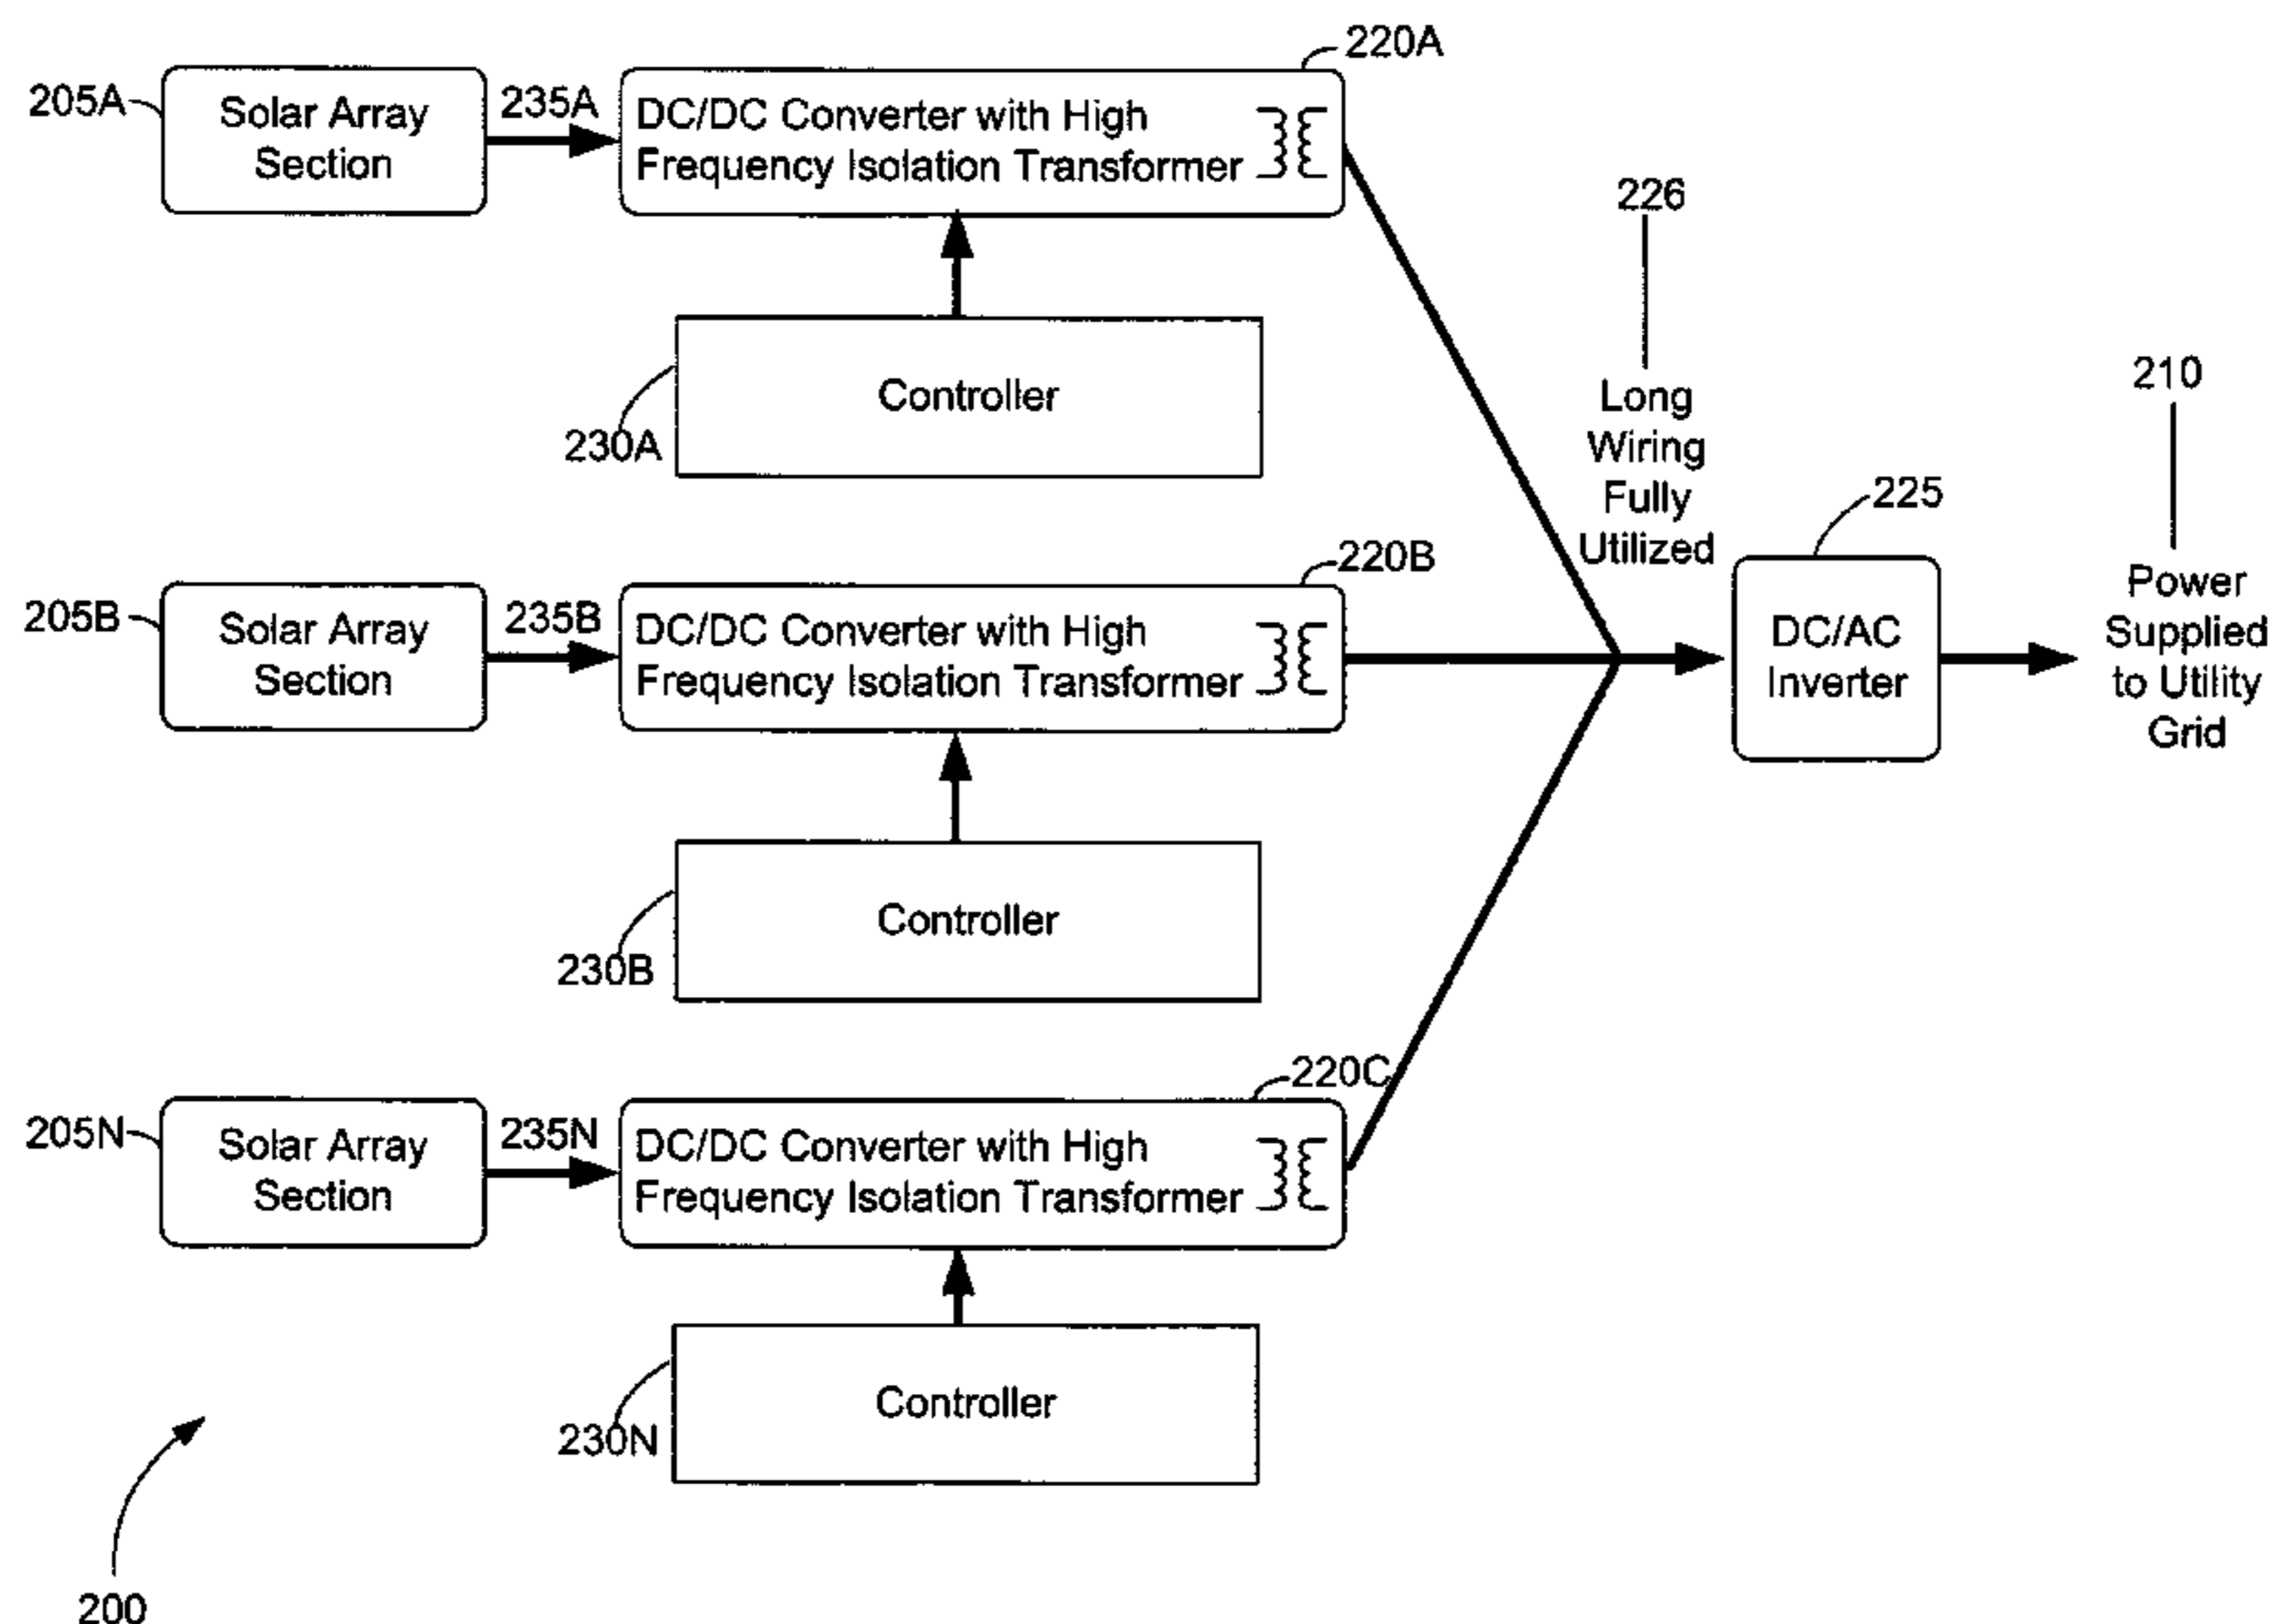 220A
205A
Solar Array
Section
235A
DC/DC Converter with High
Frequency Isolation Transformer
226
Controller
230A
Long
Wiring
Fully
Utilized
210
225
220B
205B
Solar Array
Section
235B
DC/DC Converter with High
Frequency Isolation Transformer
DC/AC
Inverter
Power
Supplied
to Utility
Grid
Controller
230B
220C
205N
Solar Array
Section
235N
DC/DC Converter with High
Frequency Isolation Transformer
Controller
230N
200